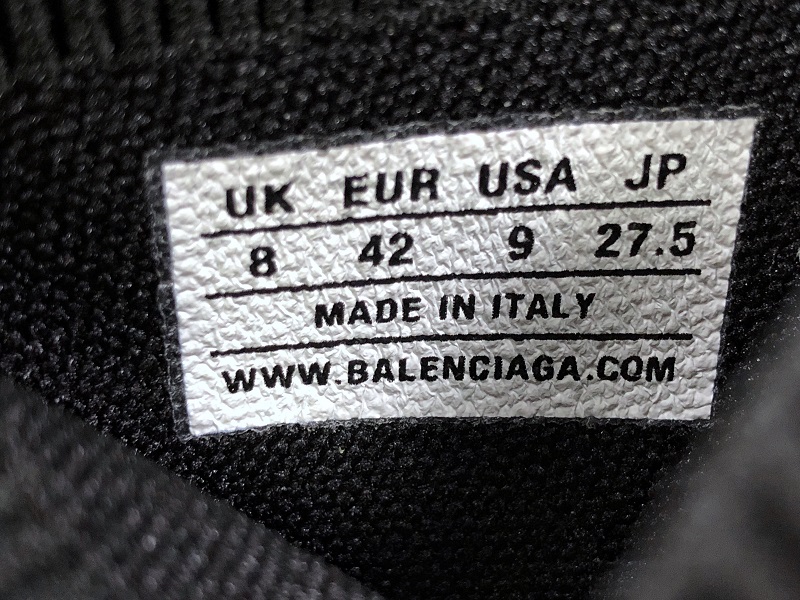 UK EUR USA JP
8 42 9 27.5
MADE IN ITALY
WWW.BALENCIAGA.COM